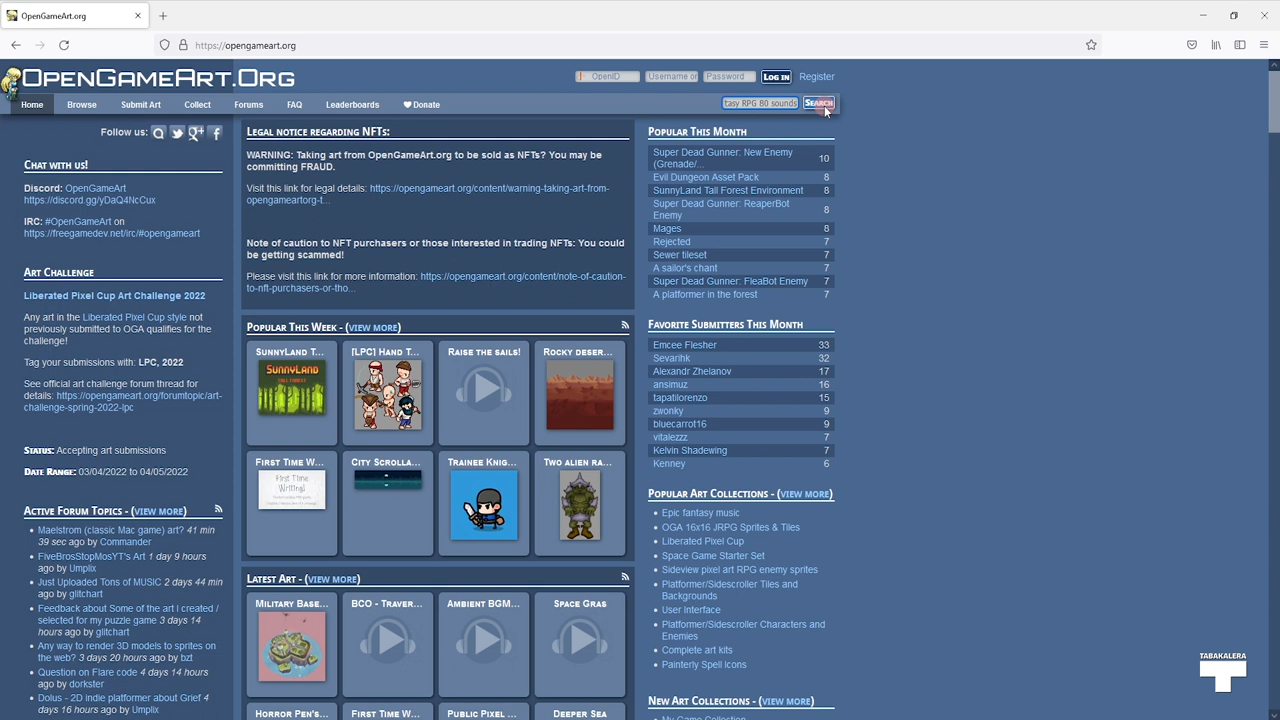 OpenGameArt.org
https://opengameart.org
OpenGameArt.Org
OpenID
Username or
Password
Log in
Register
Home
Browse
Submit Art
Collect
Forums
FAQ
Leaderboards
Donate
tasy RPG 80 sounds
Search
Follow us:
Chat with us!
Discord: OpenGameArt
https://discord.gg/yDaQ4NcCux
IRC: #OpenGameArt on
https://freegamedev.net/irc/#opengameart
Art Challenge
Liberated Pixel Cup Art Challenge 2022
Any art in the Liberated Pixel Cup style not
previously submitted to OGA qualifies for the
challenge!
Tag your submissions with: LPC, 2022
See official art challenge forum thread for
details: https://opengameart.org/forumtopic/art-
challenge-spring-2022-lpc
Status: Accepting art submissions
Date Range: 03/04/2022 to 04/05/2022
Active Forum Topics - (view more)
Maelstrom (classic Mac game) art? 41 min
39 sec ago by Commander
FiveBrosStopMosYT's Art 1 day 9 hours
ago by Umplix
Just Uploaded Tons of MUSIC 2 days 44 min
ago by glitchart
Feedback about Some of the art I created /
selected for my puzzle game 3 days 14
hours ago by glitchart
Any way to render 3D models to sprites on
the web? 3 days 20 hours ago by bzt
Question on Flare code 4 days 14 hours
ago by dorkster
Dolus - 2D indie platformer about Grief 4
days 16 hours ago by Umplix
Legal notice regarding NFTs:
WARNING: Taking art from OpenGameArt.org to be sold as NFTs? You may be
committing FRAUD.
Visit this link for legal details: https://opengameart.org/content/warning-taking-art-from-
opengameartorg-t...
Note of caution to NFT purchasers or those interested in trading NFTs: You could
be getting scammed!
Please visit this link for more infomation: https://opengameart.org/content/note-of-caution-
to-nft-purchasers-or-tho...
Popular This Week - (view more)
SunnyLand T...
[LPC] Hand T...
Raise the sails!
Rocky deser...
SunnyLand
First Time W...
City Scrolla...
Trainee Knig...
Two alien ra...
First Time
Writing!
Latest Art - (view more)
Military Base...
BCO - Traver...
Ambient BGM...
Space Gras
Horror Pen's...
First Time W...
Public Pixel ...
Deeper Sea
Popular This Month
Super Dead Gunner: New Enemy
(Grenade/... 10
Evil Dungeon Asset Pack 8
SunnyLand Tall Forest Environment 8
Super Dead Gunner: ReaperBot
Enemy 8
Mages 8
Rejected 7
Sewer tileset 7
A sailor's chant 7
Super Dead Gunner: FleaBot Enemy 7
A platformer in the forest 7
Favorite Submitters This Month
Emcee Flesher 33
Sevarihk 32
Alexandr Zhelanov 17
ansimuz 16
tapatilorenzo 15
zwonky 9
bluecarrot16 9
vitalezzz 7
Kelvin Shadewing 7
Kenney 6
Popular Art Collections - (view more)
Epic fantasy music
OGA 16x16 JRPG Sprites & Tiles
Liberated Pixel Cup
Space Game Starter Set
Sideview pixel art RPG enemy sprites
Platformer/Sidescroller Tiles and
Backgrounds
User Interface
Platformer/Sidescroller Characters and
Enemies
Complete art kits
Painterly Spell Icons
New Art Collections - (view more)
My Game Collection
TABAKALERA